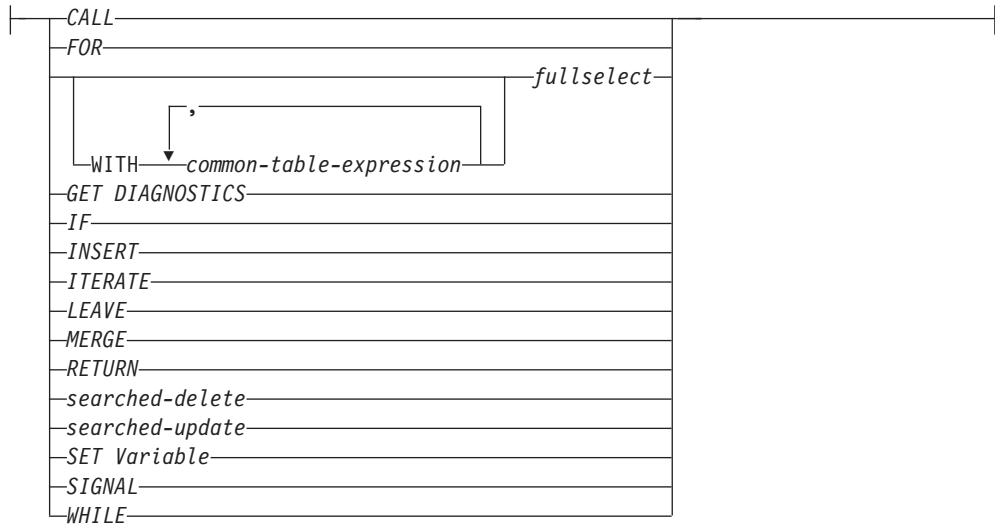 CALL
FOR
fullselect
,
WITH common-table-expression
GET DIAGNOSTICS
IF
INSERT
ITERATE
LEAVE
MERGE
RETURN
searched-delete
searched-update
SET Variable
SIGNAL
WHILE